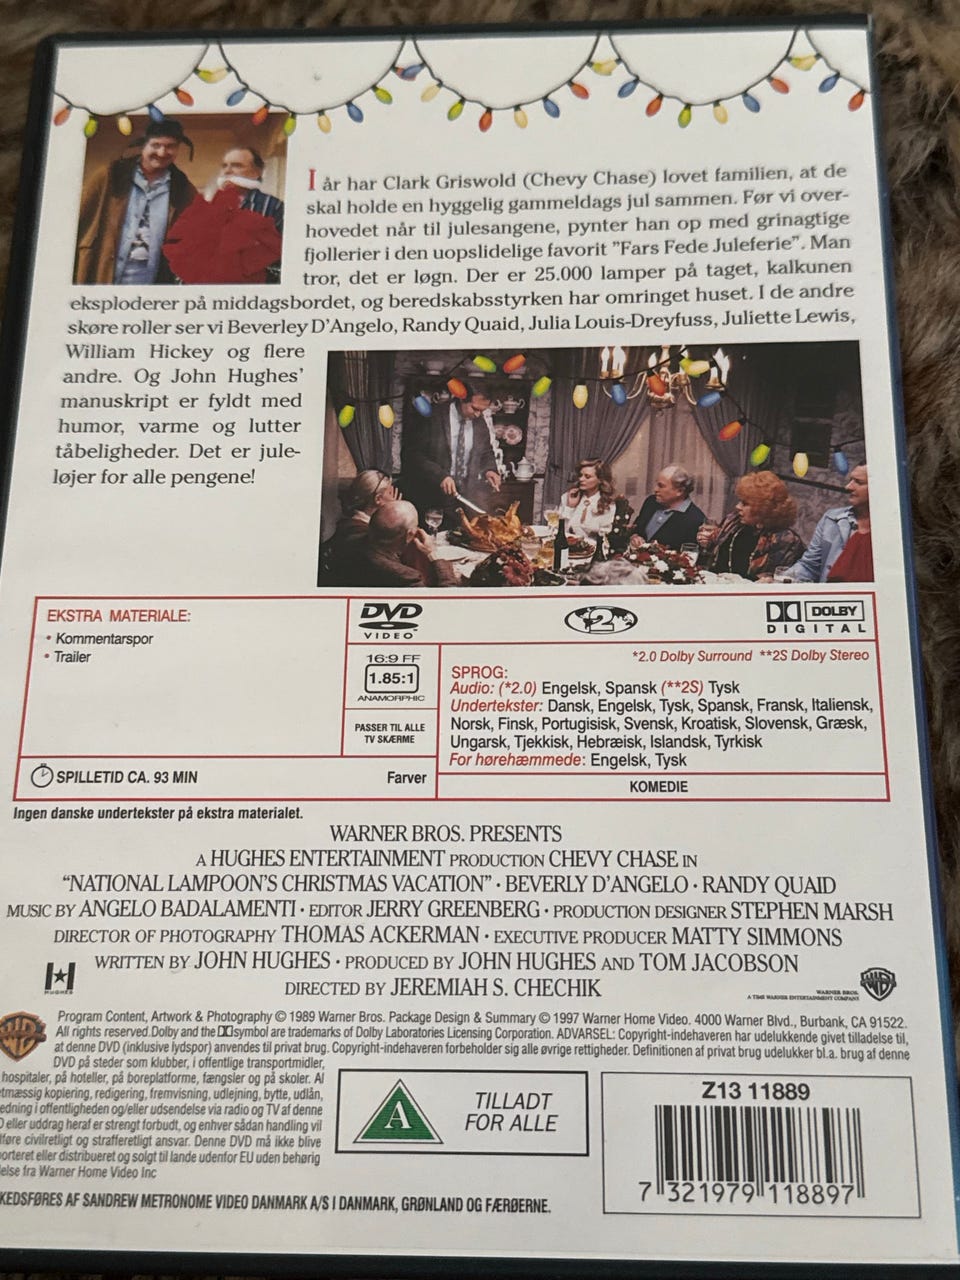 I år har Clark Griswold (Chevy Chase) lovet familien, at de
skal holde en hyggelig gammeldags jul sammen. Før vi over-
hovedet når til julesangene, pynter han op med grinagtige
fjollerier i den uopslidelige favorit "Fars Fede Juleferie". Man
tror, det er løgn. Der er 25.000 lamper på taget, kalkunen
eksploderer på middagsbordet, og beredskabsstyrken har omringet huset. I de andre
skøre roller ser vi Beverley D'Angelo, Randy Quaid, Julia Louis-Dreyfuss, Juliette Lewis,
William Hickey og flere
andre. Og John Hughes'
manuskript er fyldt med
humor, varme og lutter
tåbeligheder. Det er jule-
løjer for alle pengene!
EKSTRA MATERIALE:
• Kommentarspor
• Trailer
DVD
VIDEO
2
DOLBY
DIGITAL
16:9 FF
1.85:1
ANAMORPHIC
PASSER TIL ALLE
TV SKÆRME
*2.0 Dolby Surround **2S Dolby Stereo
SPROG:
Audio: (*2.0) Engelsk, Spansk (**2S) Tysk
Undertekster: Dansk, Engelsk, Tysk, Spansk, Fransk, Italiensk,
Norsk, Finsk, Portugisisk, Svensk, Kroatisk, Slovensk, Græsk,
Ungarsk, Tjekkisk, Hebræisk, Islandsk, Tyrkisk
For hørehæmmede: Engelsk, Tysk
SPILLETID CA. 93 MIN
Farver
KOMEDIE
Ingen danske undertekster på ekstra materialet.
WARNER BROS. PRESENTS
A HUGHES ENTERTAINMENT PRODUCTION CHEVY CHASE IN
"NATIONAL LAMPOON'S CHRISTMAS VACATION" · BEVERLY D'ANGELO · RANDY QUAID
MUSIC BY ANGELO BADALAMENTI · EDITOR JERRY GREENBERG · PRODUCTION DESIGNER STEPHEN MARSH
DIRECTOR OF PHOTOGRAPHY THOMAS ACKERMAN · EXECUTIVE PRODUCER MATTY SIMMONS
WRITTEN BY JOHN HUGHES · PRODUCED BY JOHN HUGHES AND TOM JACOBSON
DIRECTED BY JEREMIAH S. CHECHIK
HUGHES
WARNER BROS.
A TIME WARNER ENTERTAINMENT COMPANY
Program Content, Artwork & Photography © 1989 Warner Bros. Package Design & Summary © 1997 Warner Home Video. 4000 Warner Blvd., Burbank, CA 91522.
All rights reserved.Dolby and the symbol are trademarks of Dolby Laboratories Licensing Corporation. ADVARSEL: Copyright-indehaveren har udelukkende givet tilladelse til,
at denne DVD (inklusive lydspor) anvendes til privat brug. Copyright-indehaveren forbeholder sig alle øvrige rettigheder. Definitionen af privat brug udelukker bl.a. brug af denne
DVD på steder som klubber, i offentlige transportmidler,
hospitaler, på hoteller, på boreplatforme, fængsler og på skoler. Al
kopiering, redigering, fremvisning, udlejning, bytte, udlån,
i offentligheden og/eller udsendelse via radio og TV af denne
eller uddrag heraf er strengt forbudt, og enhver sådan handling vil
civilretligt og strafferetligt ansvar. Denne DVD må ikke blive
eller distribueret og solgt til lande udenfor EU uden behørig
fra Warner Home Video Inc
KEDSFØRES AF SANDREW METRONOME VIDEO DANMARK A/S I DANMARK, GRØNLAND OG FÆRØERNE.
A
TILLADT
FOR ALLE
Z13 11889
7 321979 118897